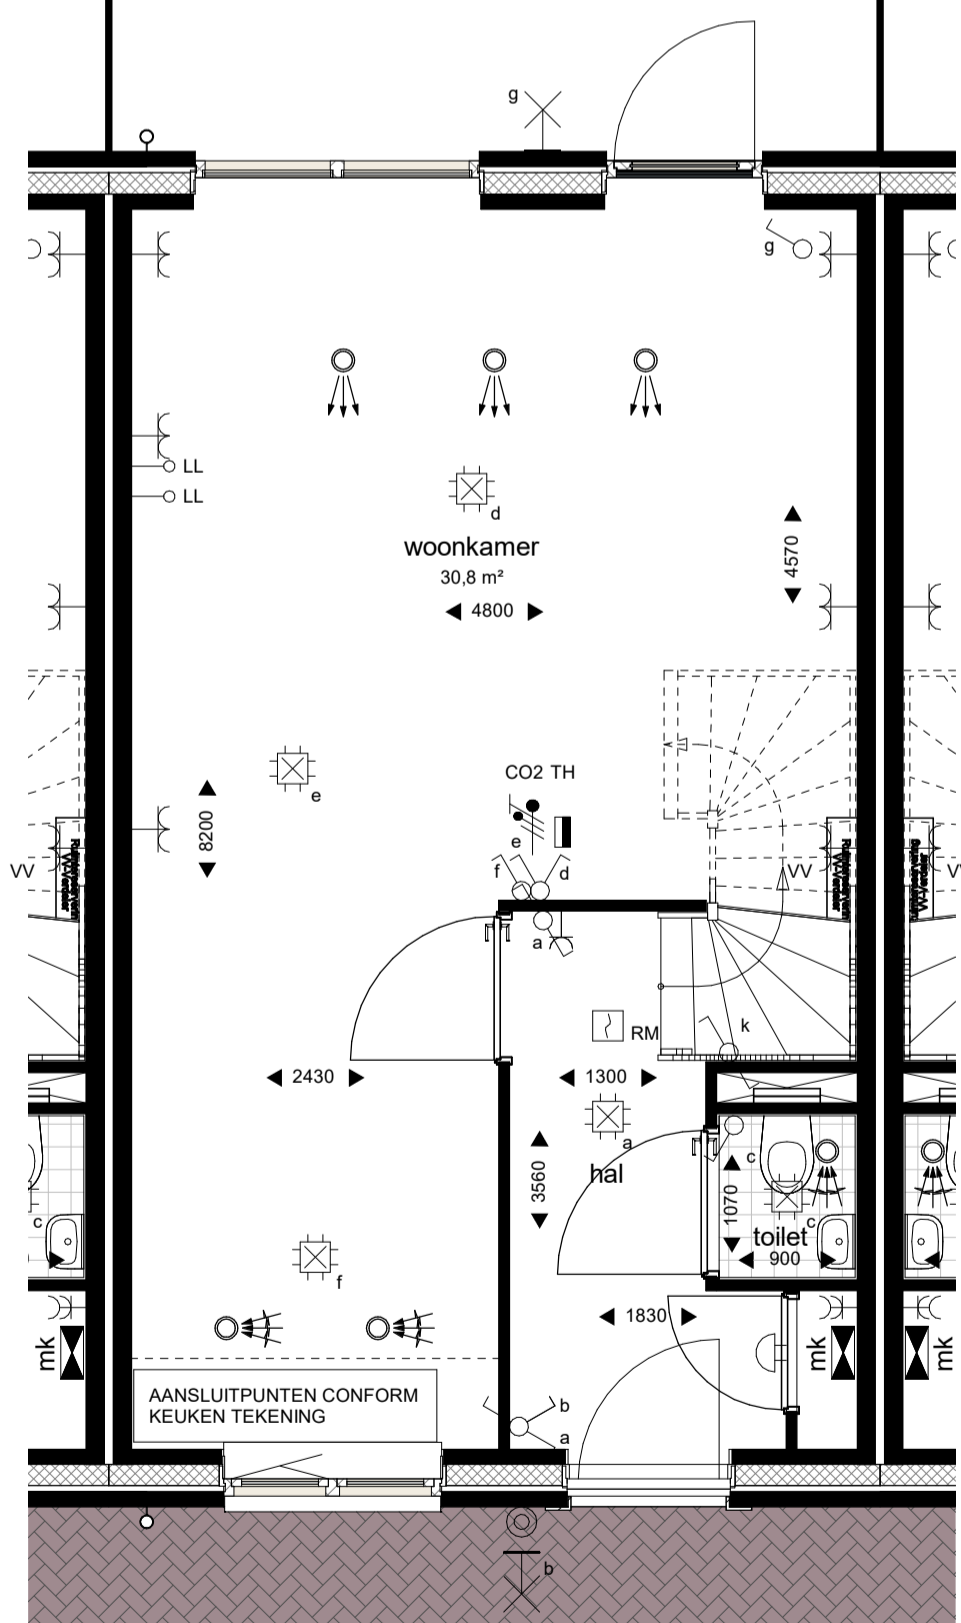 g
g
LL
LL
d
woonkamer
30,8 m²
4800
4570
e
CO2 TH
8200
e
f
d
VV
VV
a
k
RM
2430
1300
a
c
3560
hal
1070
c
c
toilet
900
f
1830
mk
mk
mk
AANSLUITPUNTEN CONFORM
KEUKEN TEKENING
b
a
b